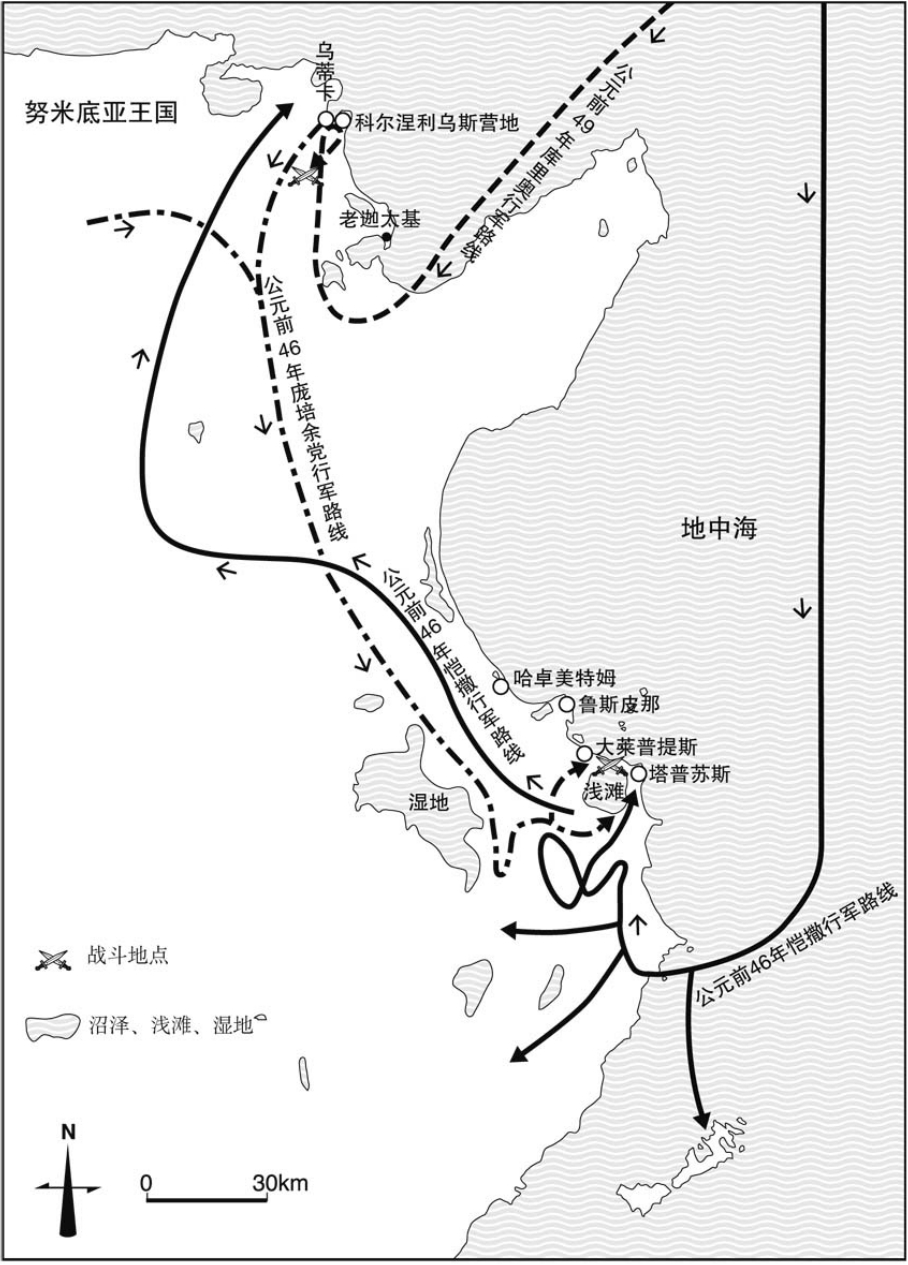 乌蒂卡
努米底亚王国
科尔涅利乌斯营地
公元前49年库里奥行军路线
老迦太基
公元前46年庞培余党行军路线
地中海
公元前46年恺撒行军路线
哈卓美特姆
鲁斯皮那
大莱普提斯
塔普苏斯
浅滩
湿地
公元前46年恺撒行军路线
战斗地点
沼泽、浅滩、湿地
N
0 30km